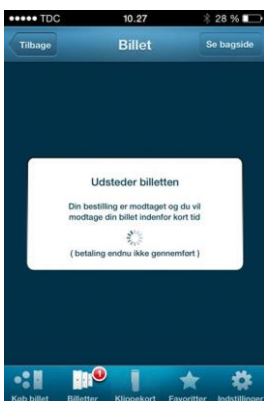 TDC 10.27 28 %
Tilbage Billet Se bagside
Udsteder billetten
Din bestilling er modtaget og du vil
modtage din billet indenfor kort tid
( betaling endnu ikke gennemført )
1
Køb billet Billetter Klippekort Favoritter Indstillinger